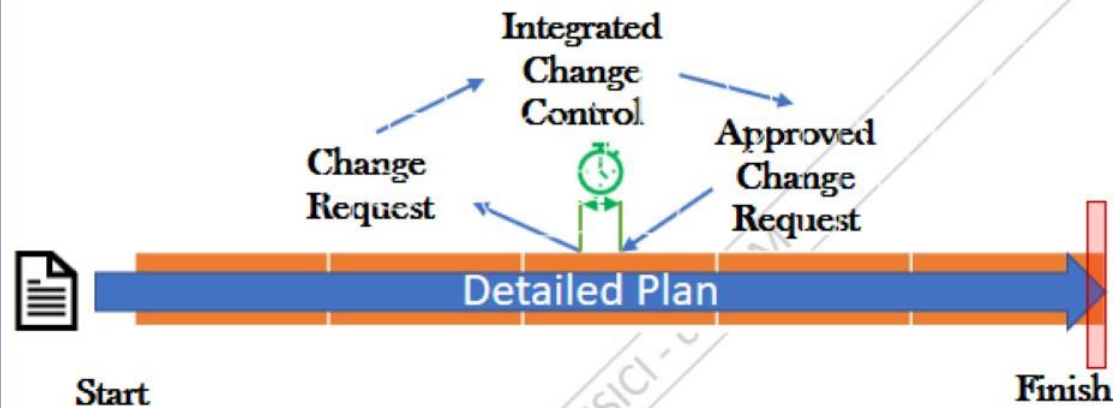 Integrated
Change
Control
Approved
Change
Request
Change
Request
Detailed Plan
Start
Finish